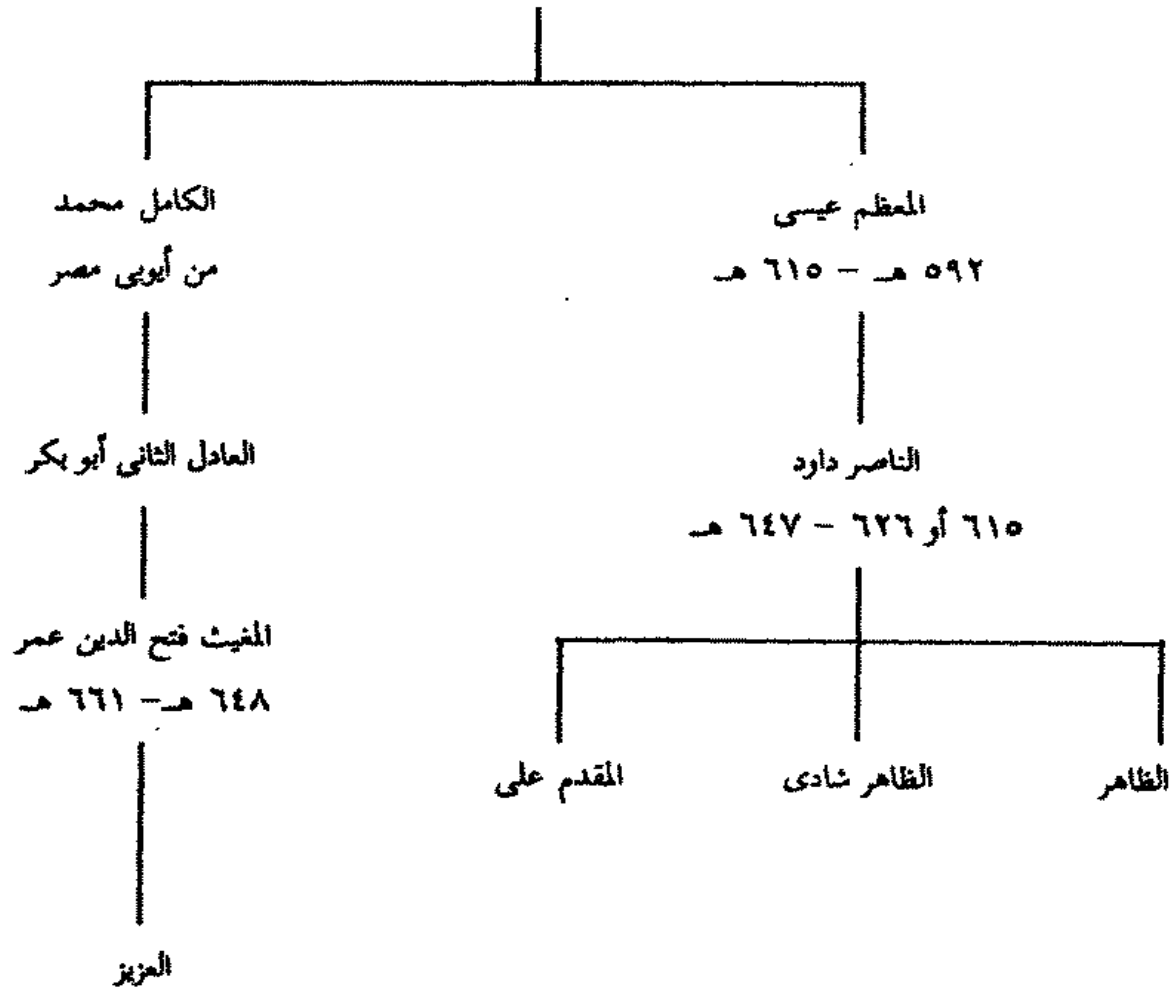 المعظم عيسى
٥٩٢ هـ – ٦١٥ هـ
الكامل محمد
من أيوبى مصر
الناصر داود
٦١٥ أو ٦٢٦ – ٦٤٧ هـ
العادل الثانى أبو بكر
الظاهر
الظاهر شادى
المقدم على
المغيث فتح الدين عمر
٦٤٨ هـ – ٦٦١ هـ
العزيز